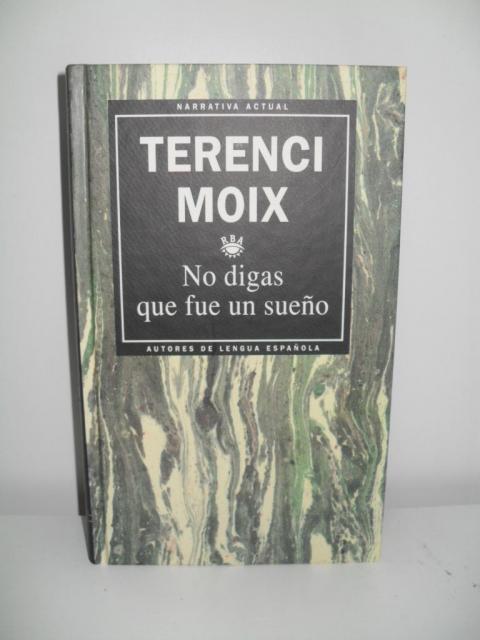 NARRATIVA ACTUAL
TERENCI
MOIX
RBA
No digas
que fue un sueño
AUTORES DE LENGUA ESPAÑOLA